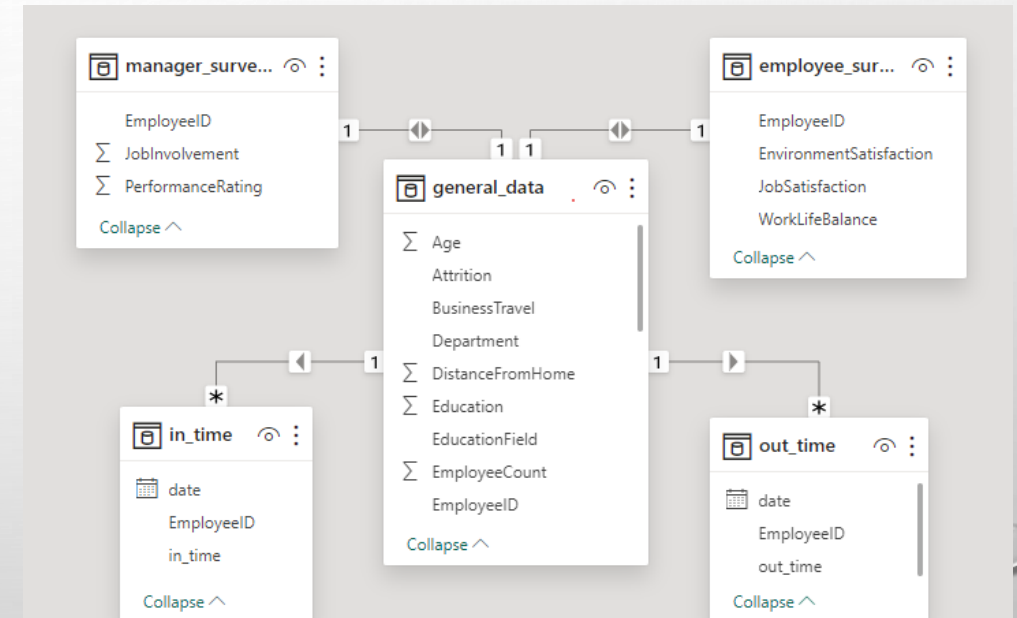 manager_surve...
EmployeeID
∑ JobInvolvement
∑ PerformanceRating
Collapse
employee_sur...
EmployeeID
EnvironmentSatisfaction
JobSatisfaction
WorkLifeBalance
Collapse
1
1
1
1
general_data
∑ Age
Attrition
BusinessTravel
Department
∑ DistanceFromHome
∑ Education
EducationField
∑ EmployeeCount
EmployeeID
Collapse
1
*
1
*
in_time
date
EmployeeID
in_time
Collapse
out_time
date
EmployeeID
out_time
Collapse